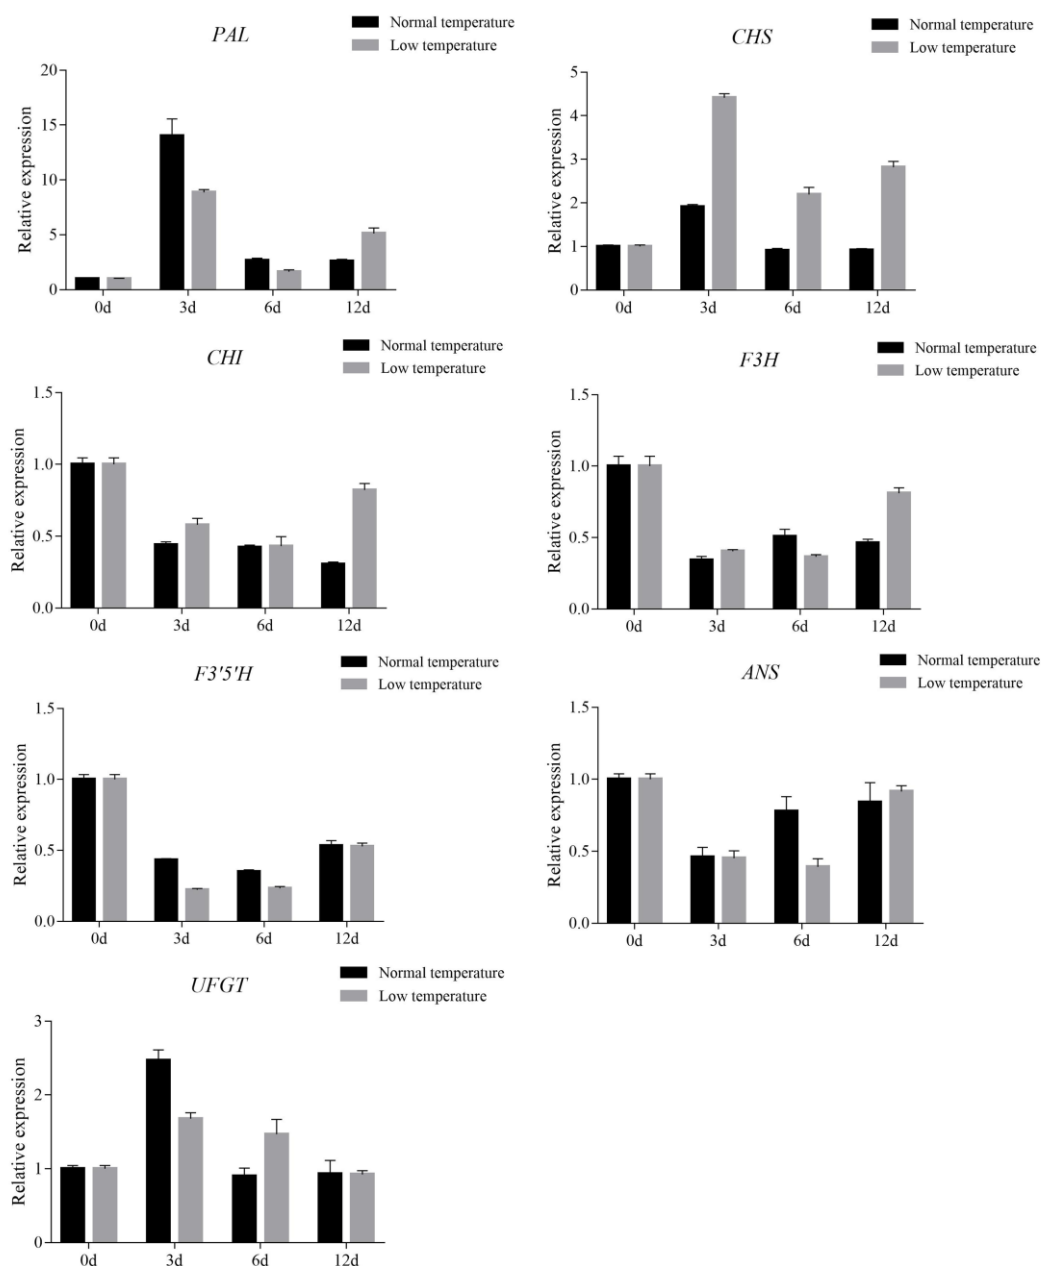 PAL
Normal temperature
Low temperature
Relative expression
20
15
10
5
0
0d 3d 6d 12d
CHS
Normal temperature
Low temperature
Relative expression
5
4
3
2
1
0
0d 3d 6d 12d
CHI
Normal temperature
Low temperature
Relative expression
1.5
1.0
0.5
0.0
0d 3d 6d 12d
F3H
Normal temperature
Low temperature
Relative expression
1.5
1.0
0.5
0.0
0d 3d 6d 12d
F3'5'H
Normal temperature
Low temperature
Relative expression
1.5
1.0
0.5
0.0
0d 3d 6d 12d
ANS
Normal temperature
Low temperature
Relative expression
1.5
1.0
0.5
0.0
0d 3d 6d 12d
UFGT
Normal temperature
Low temperature
Relative expression
3
2
1
0
0d 3d 6d 12d